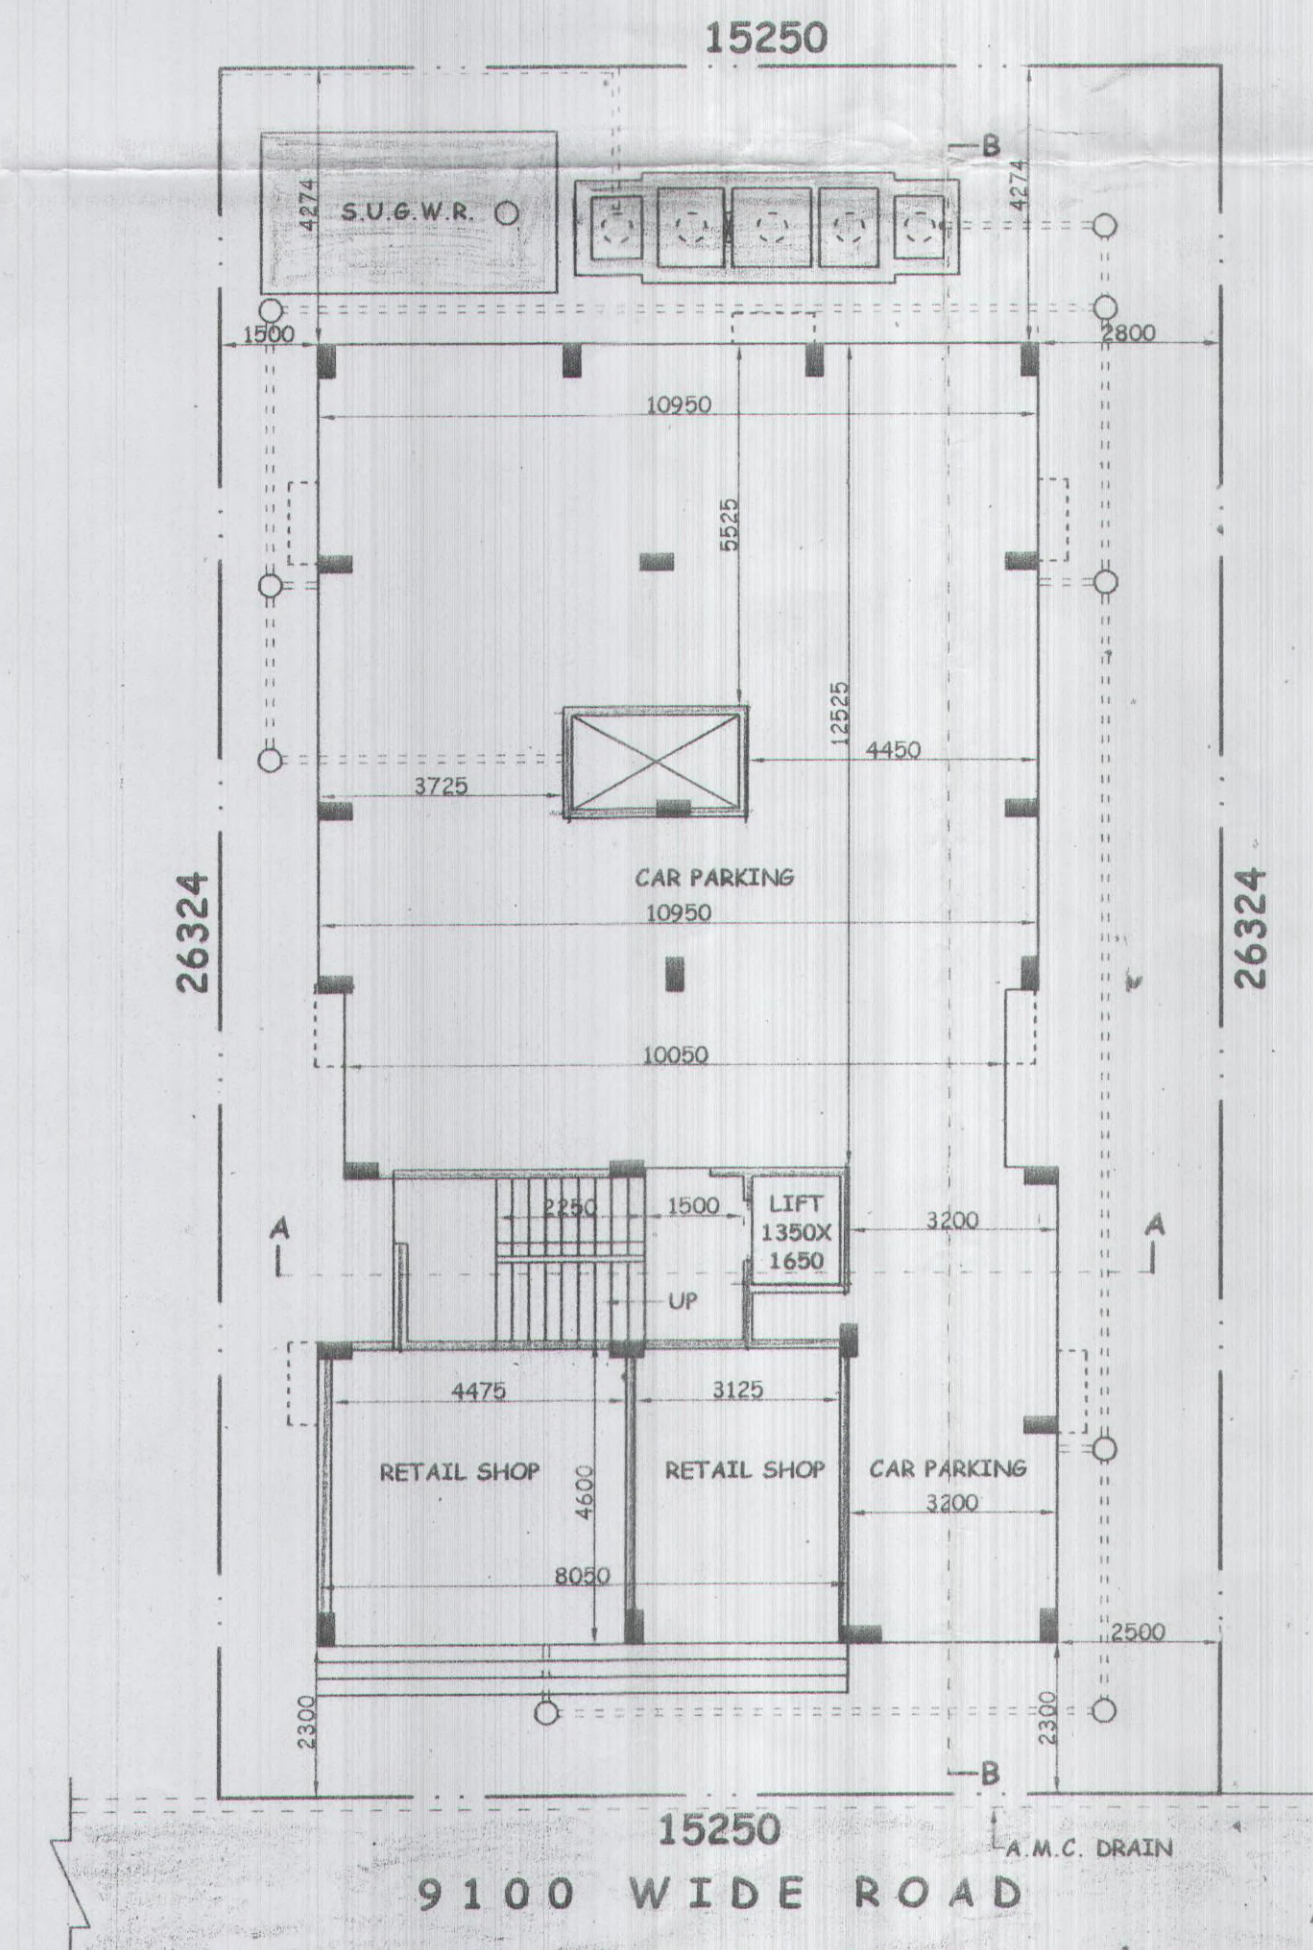 15250
B
4274
4274
S.U.G.W.R.
1500
2800
10950
5525
12525
4450
3725
CAR PARKING
10950
26324
26324
10050
2250
1500
LIFT
1350X
1650
3200
A
A
UP
4475
3125
RETAIL SHOP
RETAIL SHOP
CAR PARKING
4600
3200
8050
2500
2300
2300
B
15250
A.M.C. DRAIN
9100 WIDE ROAD